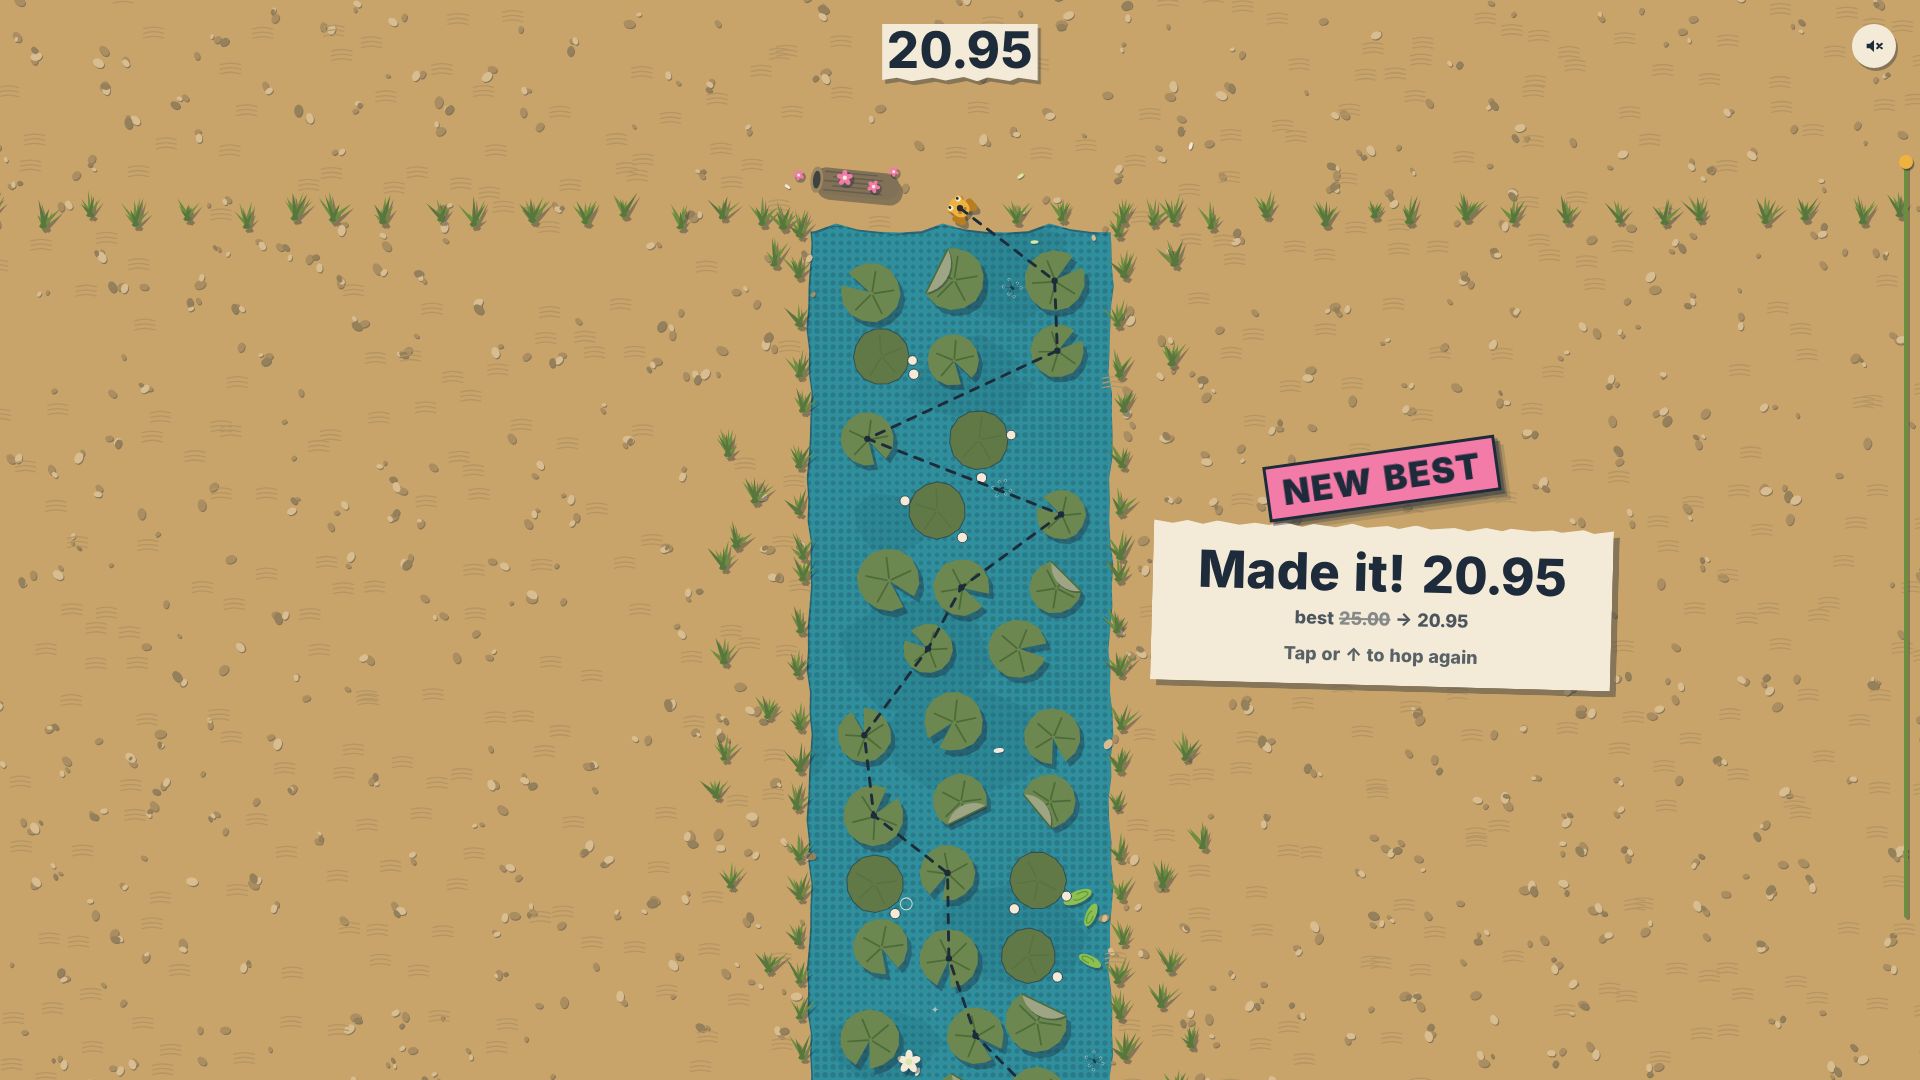 20.95
NEW BEST
Made it! 20.95
best 25.00 → 20.95
Tap or ↑ to hop again